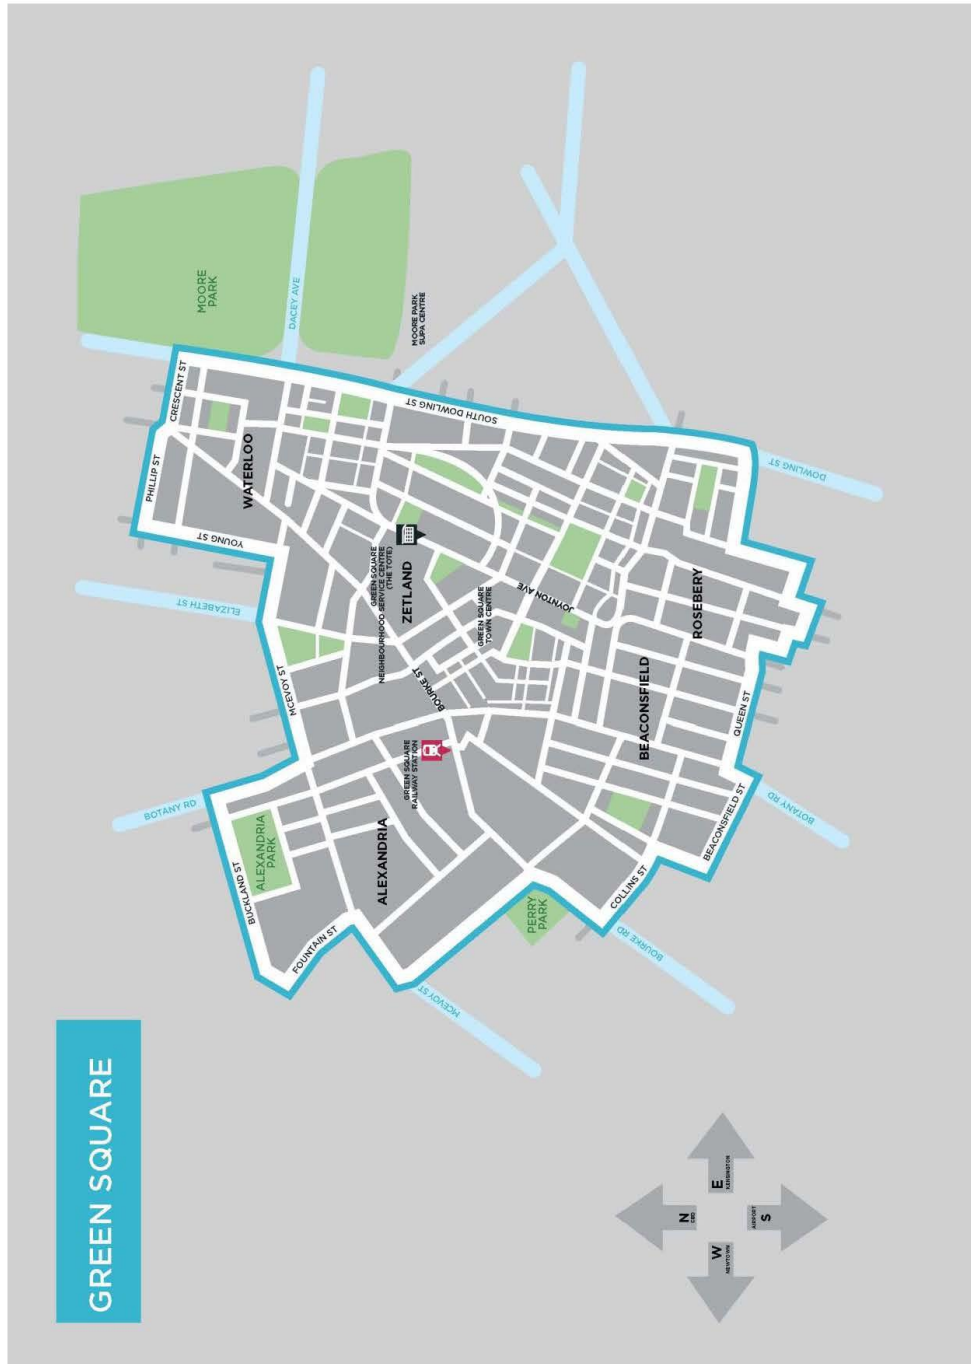 GREEN SQUARE
MOORE
PARK
DACEY AVE
MOORE PARK
SUPA CENTRE
CRESCENT ST
PHILLIP ST
WATERLOO
YOUNG ST
SOUTH DOWLING ST
DOWLING ST
ELIZABETH ST
GREEN SQUARE
NEIGHBOURHOOD SERVICE CENTRE
(THE TOTE)
ZETLAND
JOYNTON AVE
GREEN SQUARE
TOWN CENTRE
ROSEBERY
MCEVOY ST
BOURKE ST
BEACONSFIELD
QUEEN ST
BOTANY RD
GREEN SQUARE
RAILWAY STATION
BOTANY RD
BUCKLAND ST
ALEXANDRIA
PARK
ALEXANDRIA
BEACONSFIELD ST
COLLINS ST
FOUNTAIN ST
PERRY
PARK
BOURKE RD
MCEVOY ST
N
CBD
E
KENSINGTON
W
NEWTOWN
AIRPORT
S